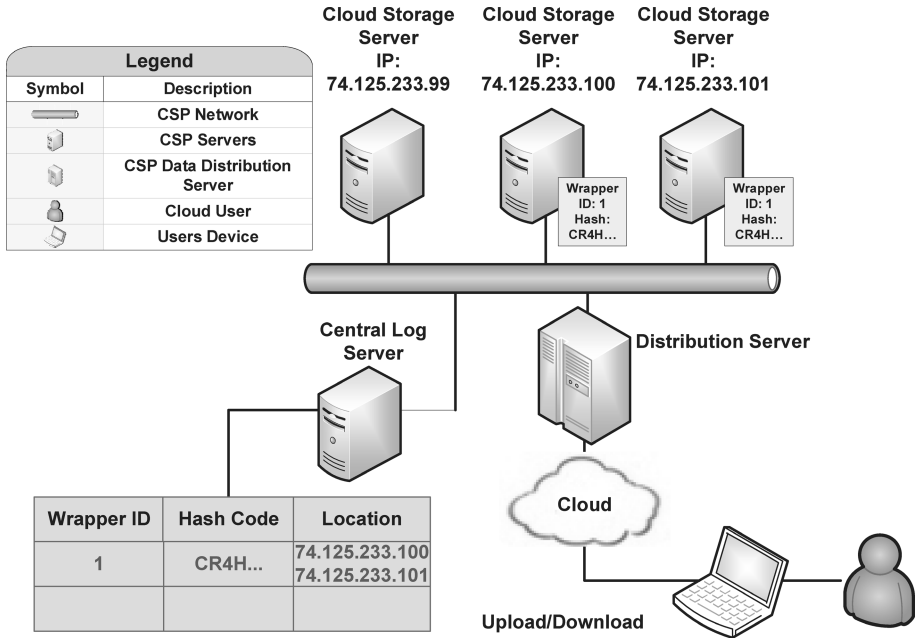 Cloud Storage
Server
IP:
74.125.233.99
Cloud Storage
Server
IP:
74.125.233.100
Cloud Storage
Server
IP:
74.125.233.101
Legend
Symbol Description
CSP Network
CSP Servers
CSP Data Distribution
Server
Cloud User
Users Device
Wrapper
ID: 1
Hash:
CR4H...
Wrapper
ID: 1
Hash:
CR4H...
Central Log
Server
Distribution Server
Wrapper ID Hash Code Location
1 CR4H... 74.125.233.100
74.125.233.101
Cloud
Upload/Download